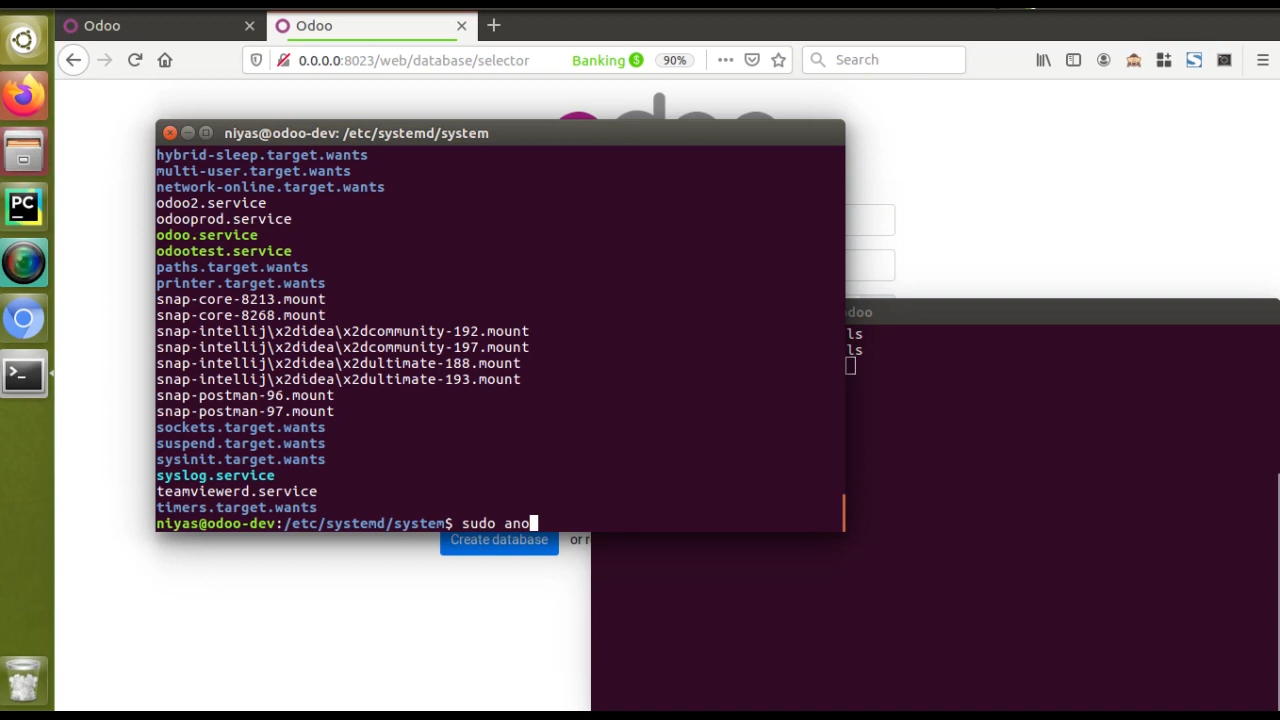 Odoo
Odoo
0.0.0.0:8023/web/database/selector
Banking
90%
Search
niyas@odoo-dev: /etc/systemd/system
hybrid-sleep.target.wants
multi-user.target.wants
network-online.target.wants
odoo2.service
odooprod.service
odoo.service
odootest.service
paths.target.wants
printer.target.wants
snap-core-8213.mount
snap-core-8268.mount
snap-intellij\x2didea\x2dcommunity-192.mount
snap-intellij\x2didea\x2dcommunity-197.mount
snap-intellij\x2didea\x2dultimate-188.mount
snap-intellij\x2didea\x2dultimate-193.mount
snap-postman-96.mount
snap-postman-97.mount
sockets.target.wants
suspend.target.wants
sysinit.target.wants
syslog.service
teamviewerd.service
timers.target.wants
niyas@odoo-dev:/etc/systemd/system$ sudo ano
doo
ls
ls
Create database
or r
PC